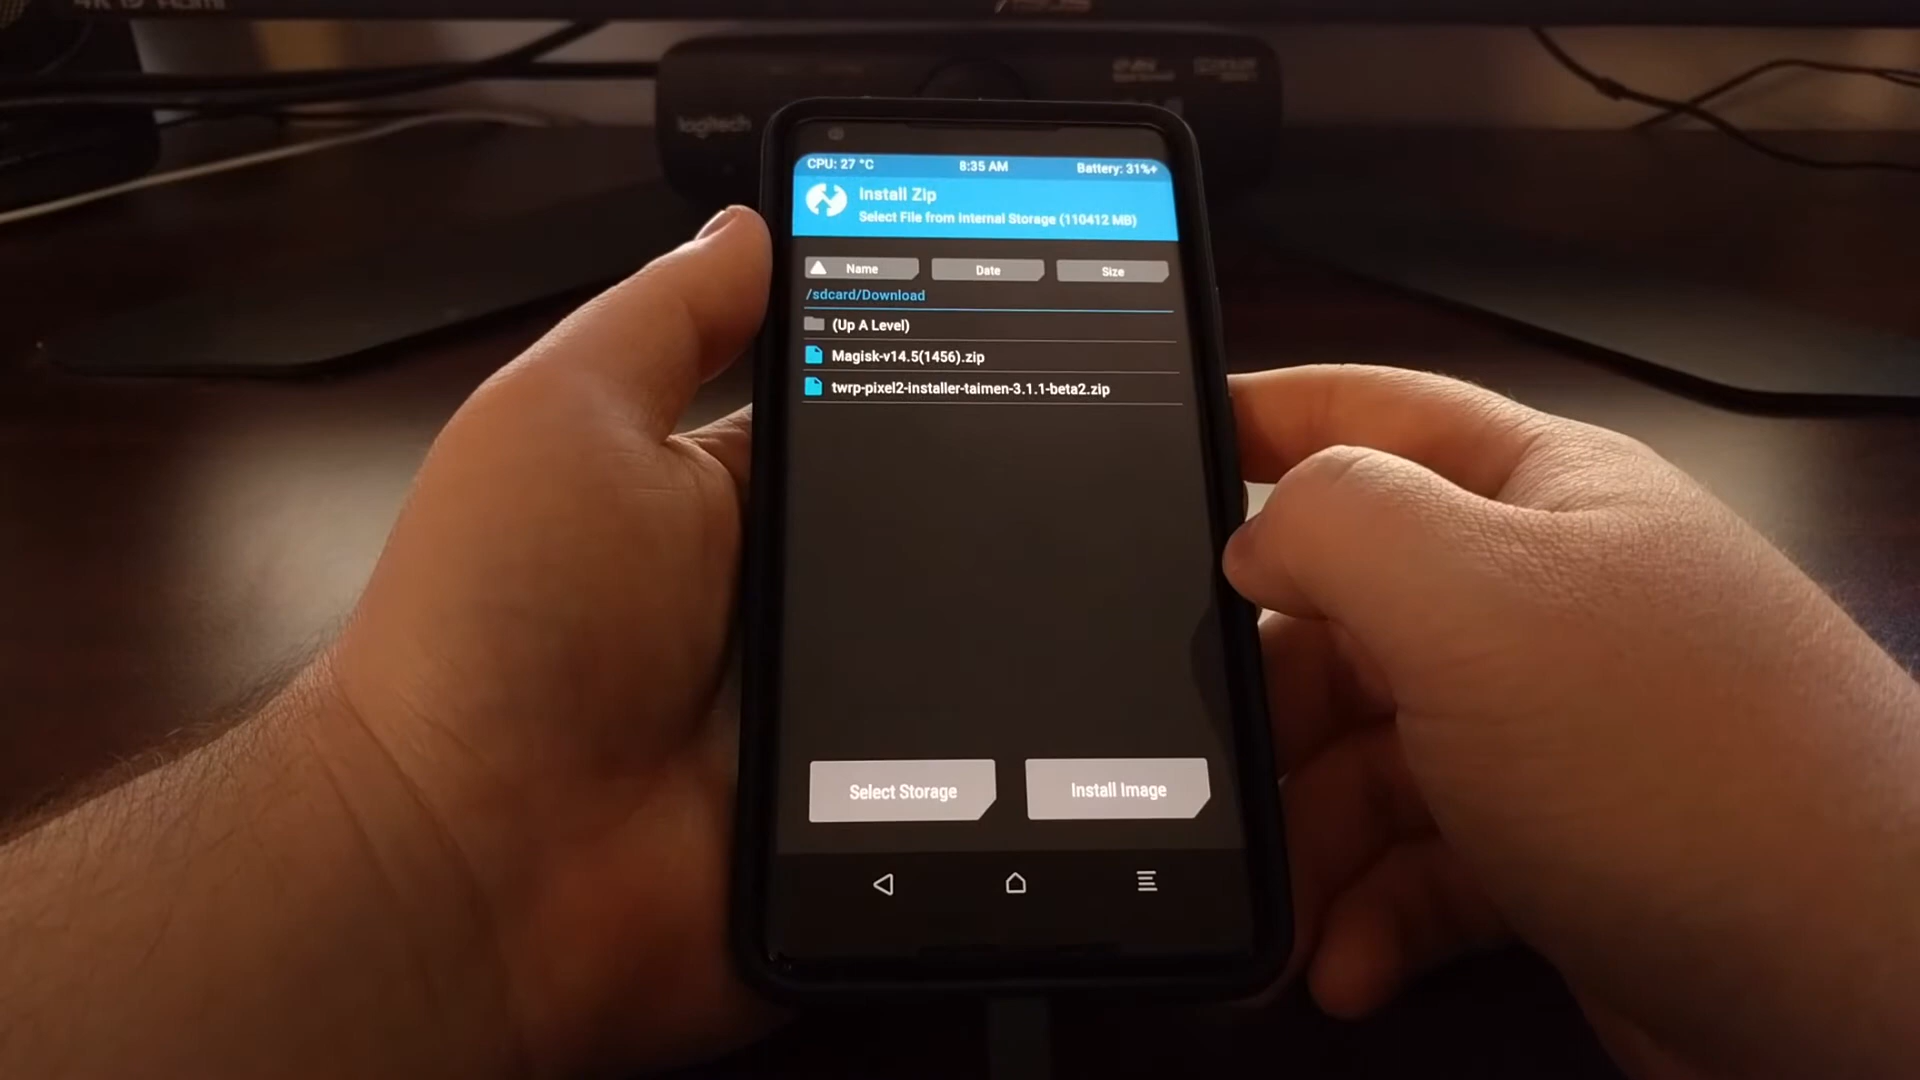 logitech
CPU: 27 °C 8:35 AM Battery: 31%+
Install Zip
Select File from Internal Storage (110412 MB)
Name Date Size
/sdcard/Download
(Up A Level)
Magisk-v14.5(1456).zip
twrp-pixel2-installer-taimen-3.1.1-beta2.zip
Select Storage Install Image